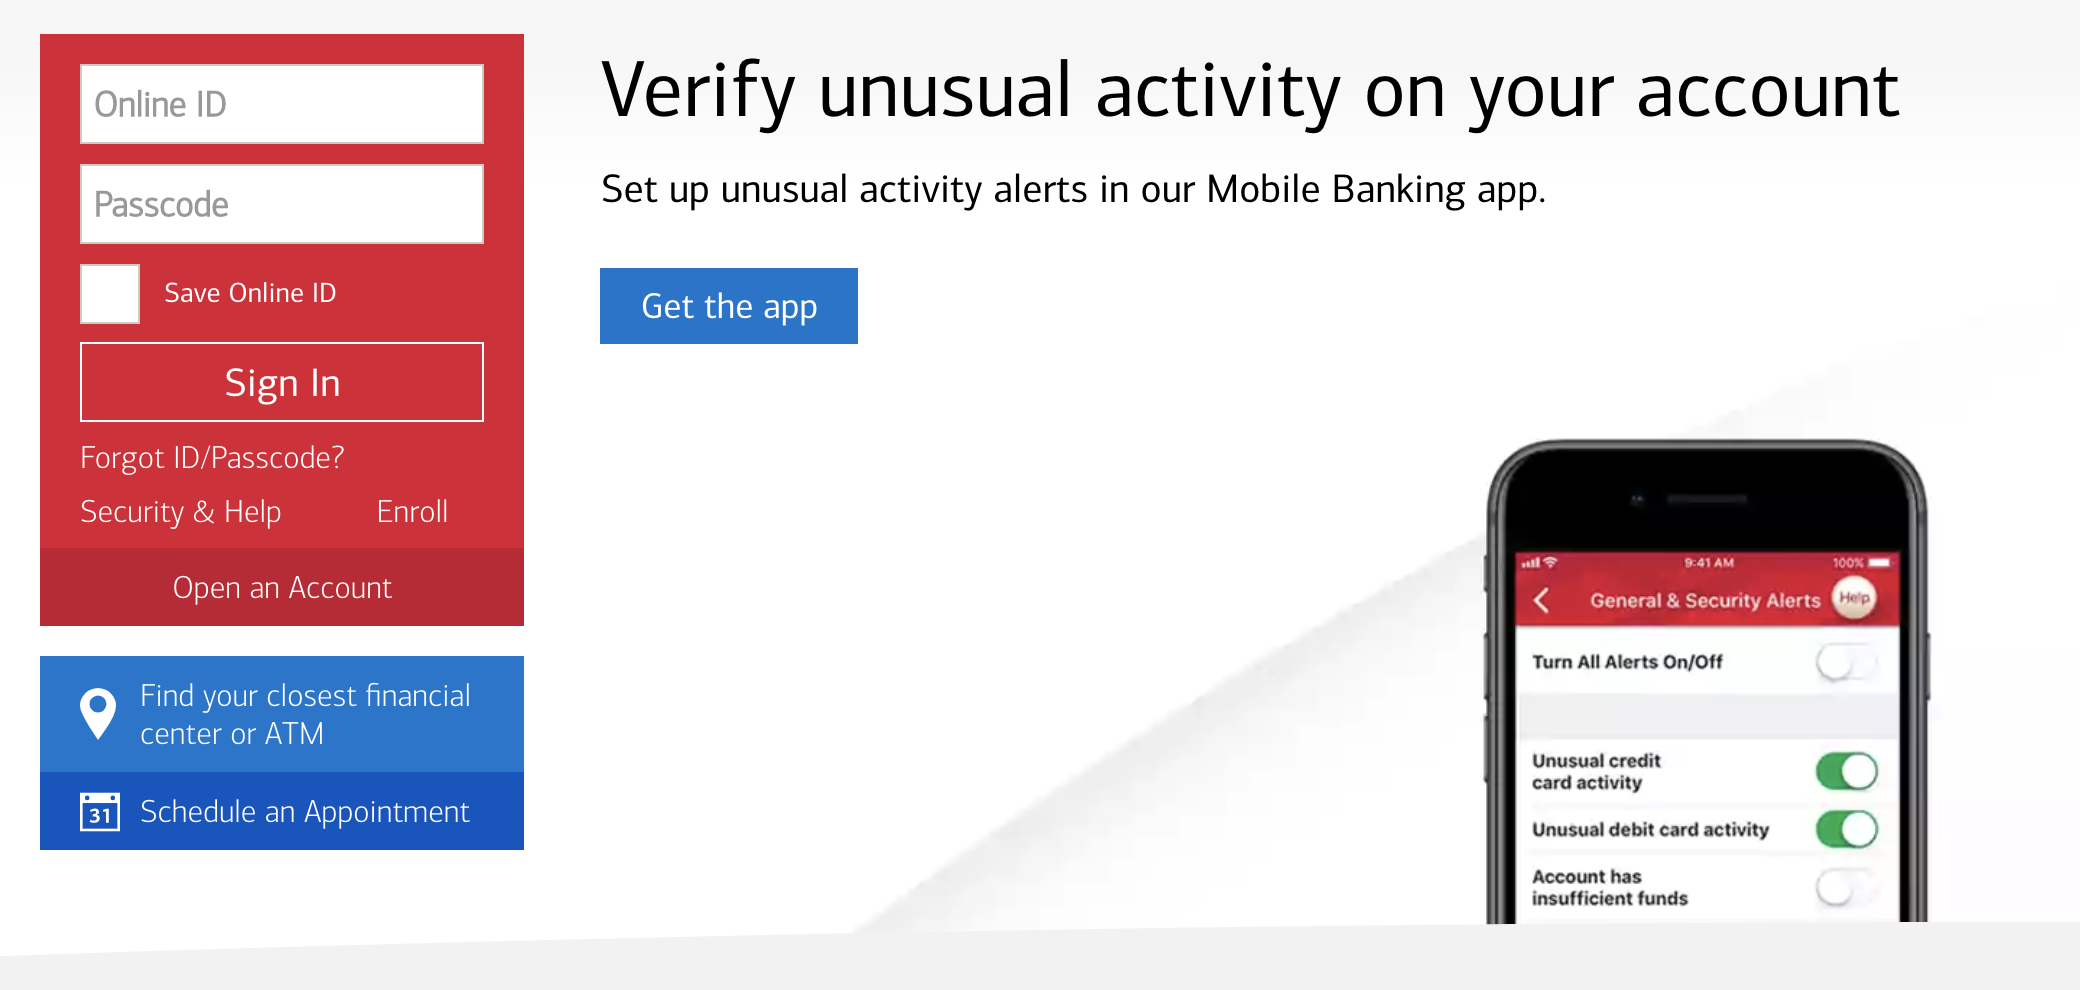 Online ID
Passcode
Save Online ID
Sign In
Forgot ID/Passcode?
Security & Help
Enroll
Open an Account
Find your closest financial
center or ATM
31
Schedule an Appointment
Verify unusual activity on your account
Set up unusual activity alerts in our Mobile Banking app.
Get the app
9:41 AM
100%
General & Security Alerts
Help
Turn All Alerts On/Off
Unusual credit
card activity
Unusual debit card activity
Account has
insufficient funds